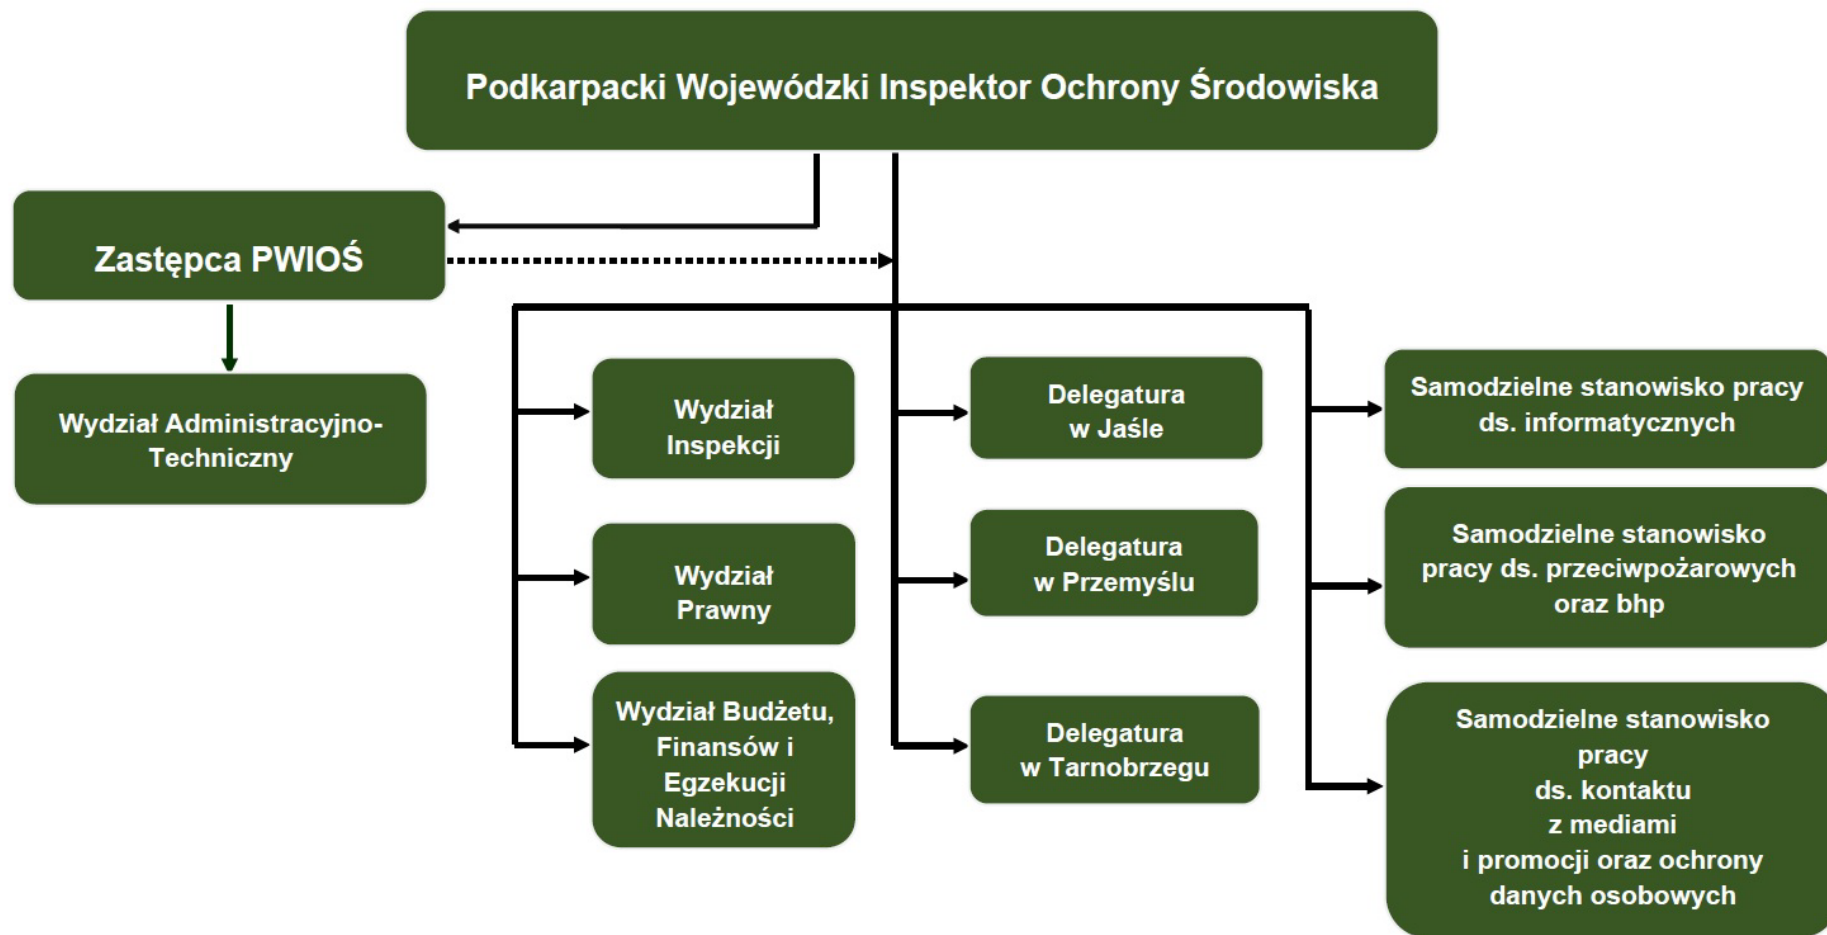 Podkarpacki Wojewódzki Inspektor Ochrony Środowiska
Zastępca PWIOŚ
Wydział Administracyjno-
Techniczny
Wydział
Inspekcji
Wydział
Prawny
Wydział Budżetu,
Finansów i
Egzekucji
Należności
Delegatura
w Jaśle
Delegatura
w Przemyślu
Delegatura
w Tarnobrzegu
Samodzielne stanowisko pracy
ds. informatycznych
Samodzielne stanowisko
pracy ds. przeciwpożarowych
oraz bhp
Samodzielne stanowisko
pracy
ds. kontaktu
z mediami
i promocji oraz ochrony
danych osobowych